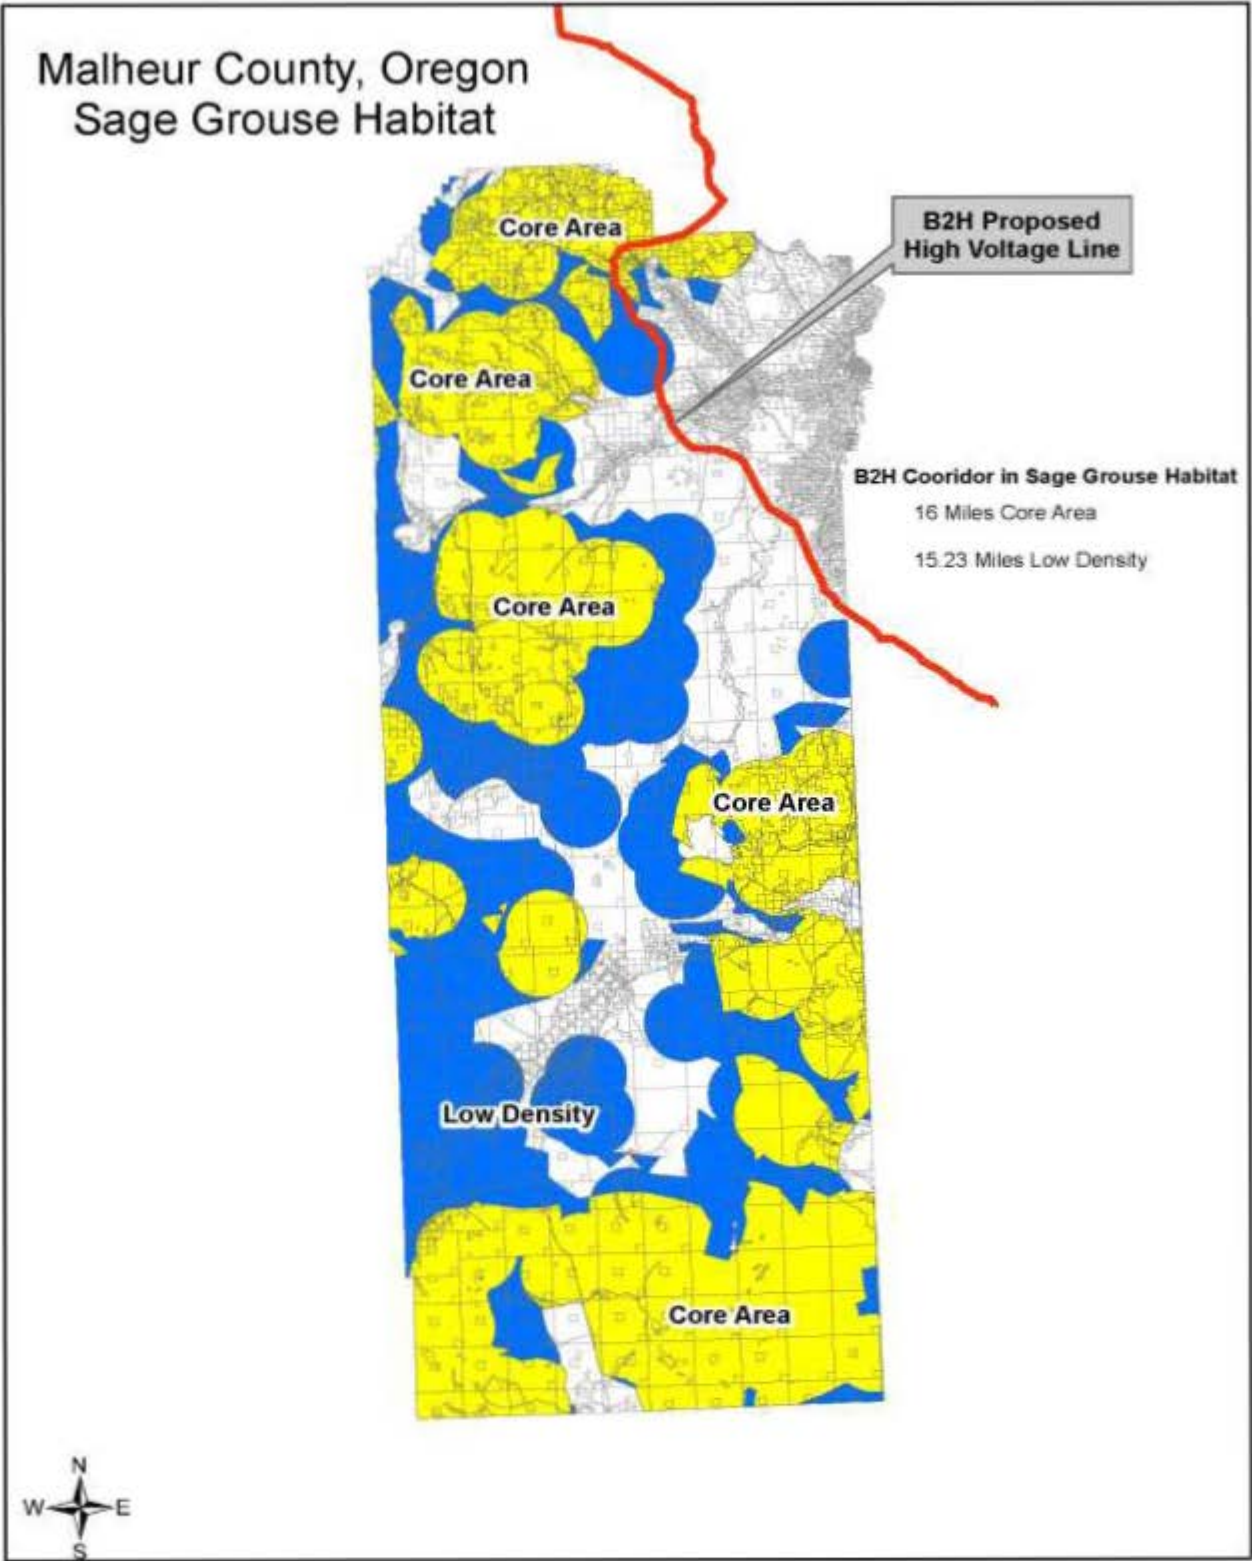 Malheur County, Oregon
Sage Grouse Habitat
Core Area
B2H Proposed
High Voltage Line
Core Area
B2H Cooridor in Sage Grouse Habitat
16 Miles Core Area
15.23 Miles Low Density
Core Area
Core Area
Low Density
Core Area
N
W E
S